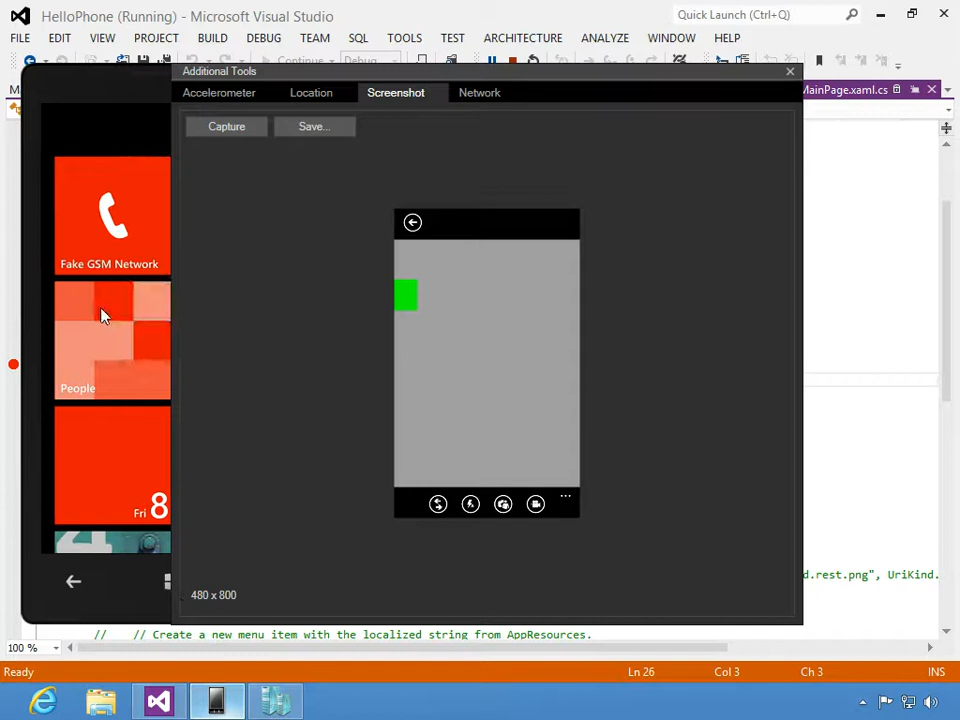 HelloPhone (Running) - Microsoft Visual Studio
Quick Launch (Ctrl+Q)
FILE EDIT VIEW PROJECT BUILD DEBUG TEAM SQL TOOLS TEST ARCHITECTURE ANALYZE WINDOW HELP
Continue Debug
Additional Tools
Accelerometer Location Screenshot Network
MainPage.xaml.cs
Capture Save...
Fake GSM Network
People
Fri 8
480 x 800
d.rest.png", UriKind.
// // Create a new menu item with the localized string from AppResources.
100 %
Ready Ln 26 Col 3 Ch 3 INS